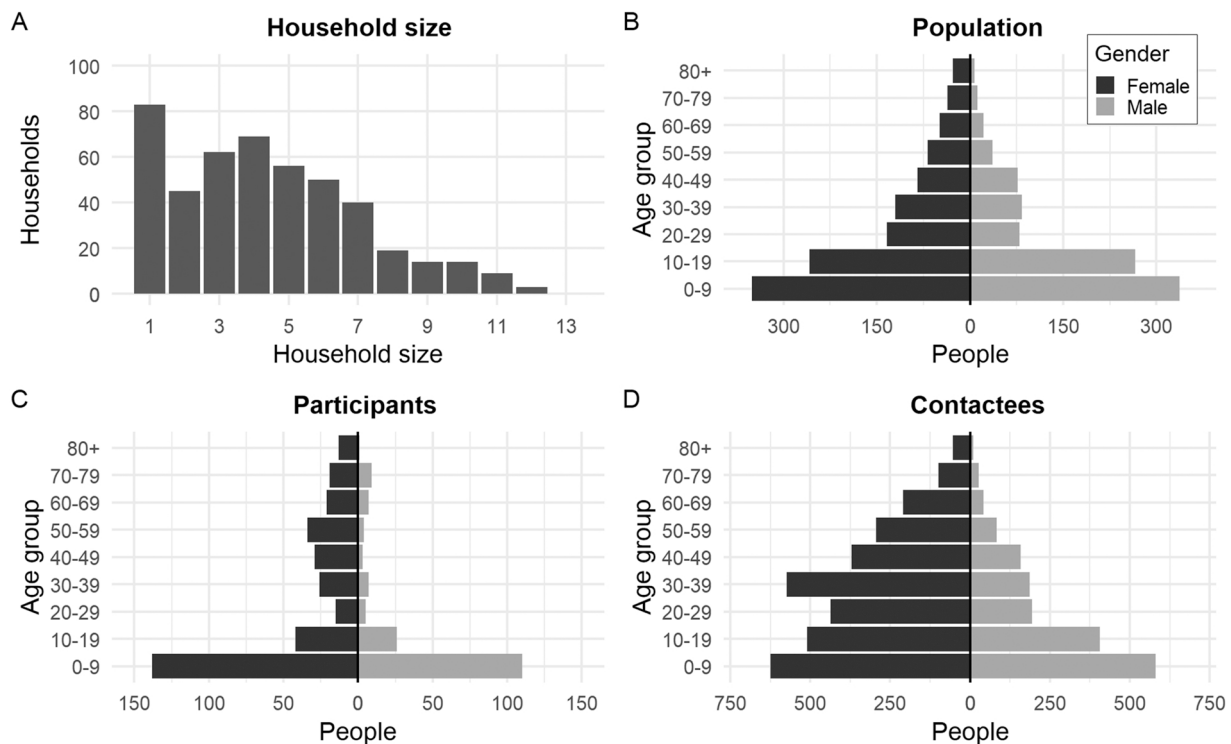 A
Household size
Households
100
80
60
40
20
0
1 3 5 7 9 11 13
Household size
B
Population
Gender
Female
Male
Age group
80+
70-79
60-69
50-59
40-49
30-39
20-29
10-19
0-9
300 150 0 150 300
People
C
Participants
Age group
80+
70-79
60-69
50-59
40-49
30-39
20-29
10-19
0-9
150 100 50 0 50 100 150
People
D
Contactees
Age group
80+
70-79
60-69
50-59
40-49
30-39
20-29
10-19
0-9
750 500 250 0 250 500 750
People